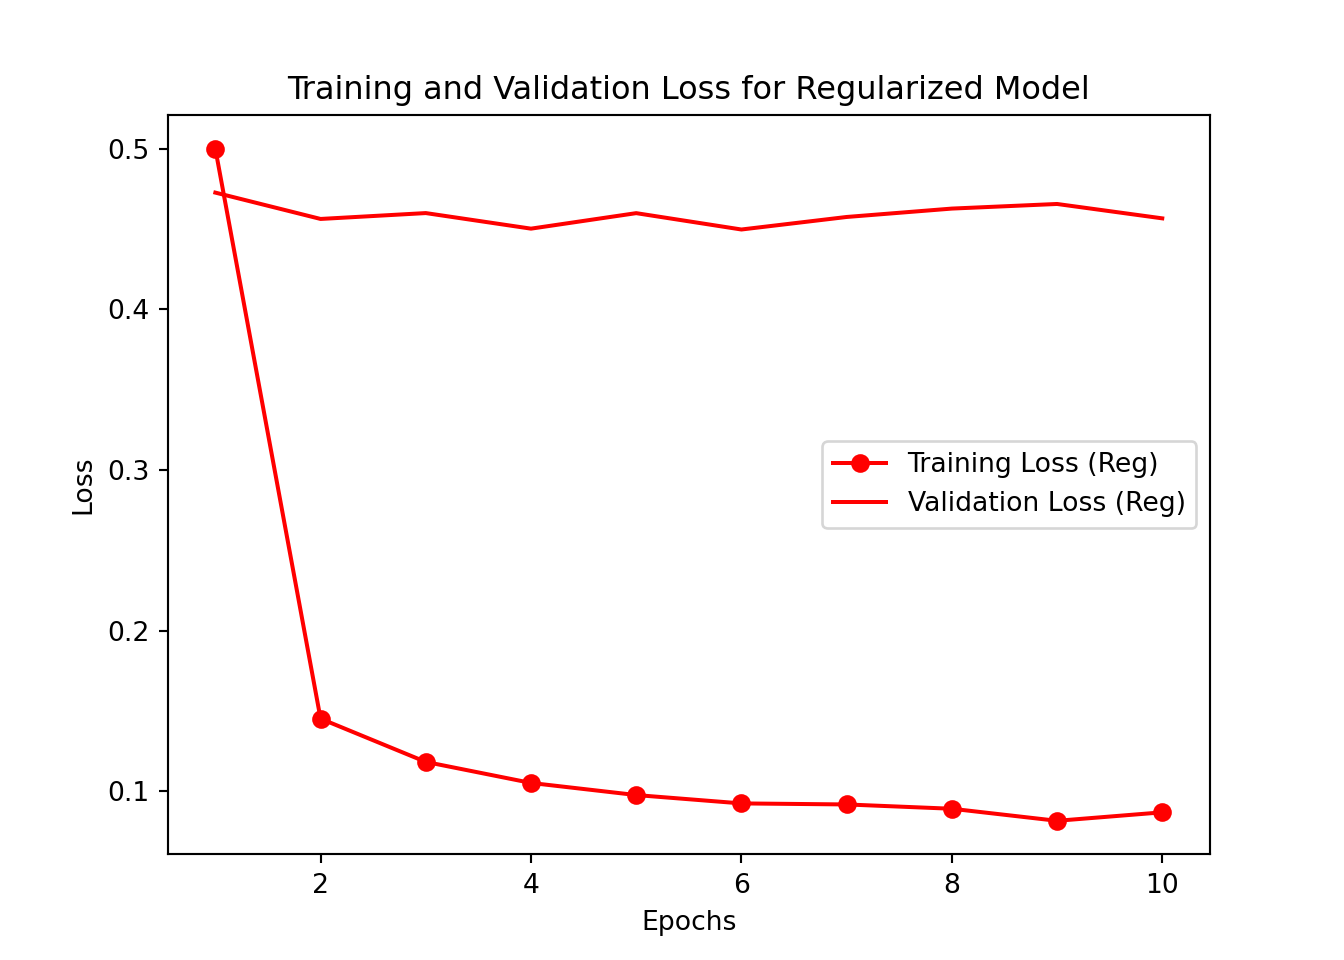 Training and Validation Loss for Regularized Model
0.5
0.4
0.3
0.2
0.1
Loss
Training Loss (Reg)
Validation Loss (Reg)
2 4 6 8 10
Epochs